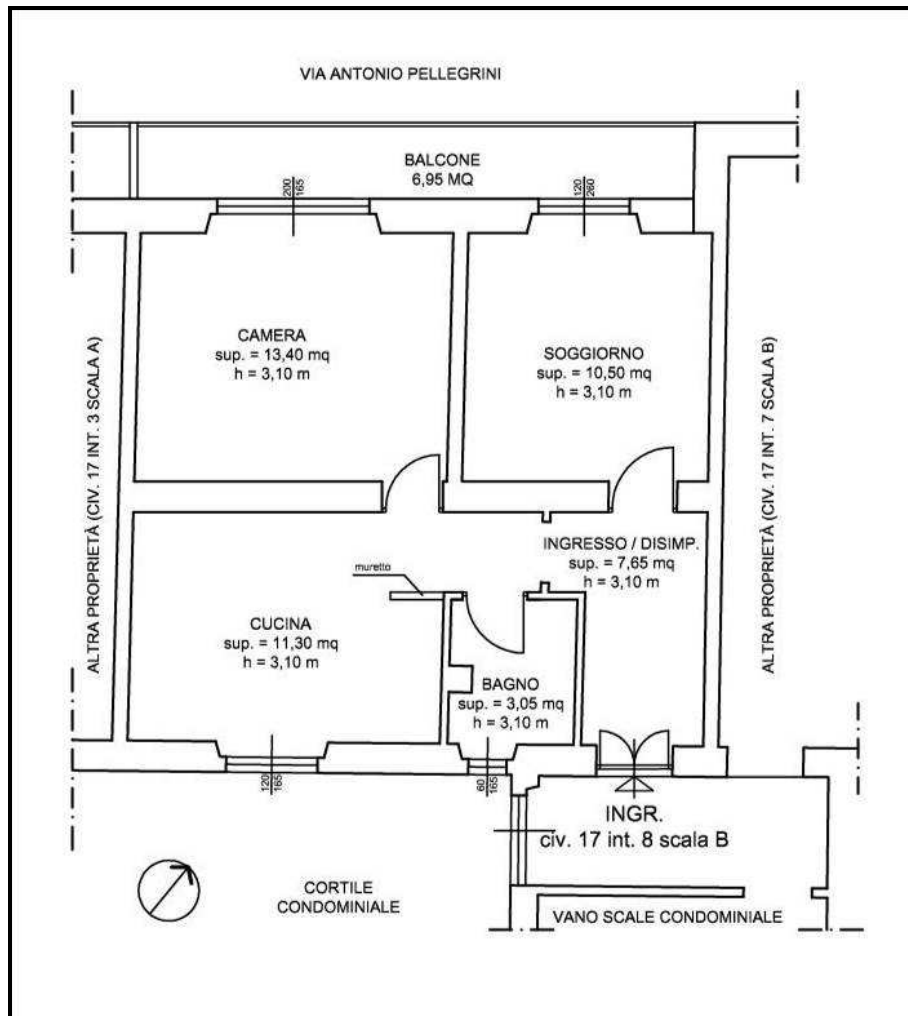 VIA ANTONIO PELLEGRINI
BALCONE
6,95 MQ
200
165
120
260
CAMERA
sup. = 13,40 mq
h = 3,10 m
SOGGIORNO
sup. = 10,50 mq
h = 3,10 m
ALTRA PROPRIETÀ (CIV. 17 INT. 3 SCALA A)
ALTRA PROPRIETÀ (CIV. 17 INT. 7 SCALA B)
INGRESSO / DISIMP.
sup. = 7,65 mq
h = 3,10 m
muretto
CUCINA
sup. = 11,30 mq
h = 3,10 m
BAGNO
sup. = 3,05 mq
h = 3,10 m
120
165
60
165
INGR.
civ. 17 int. 8 scala B
CORTILE
CONDOMINIALE
VANO SCALE CONDOMINIALE